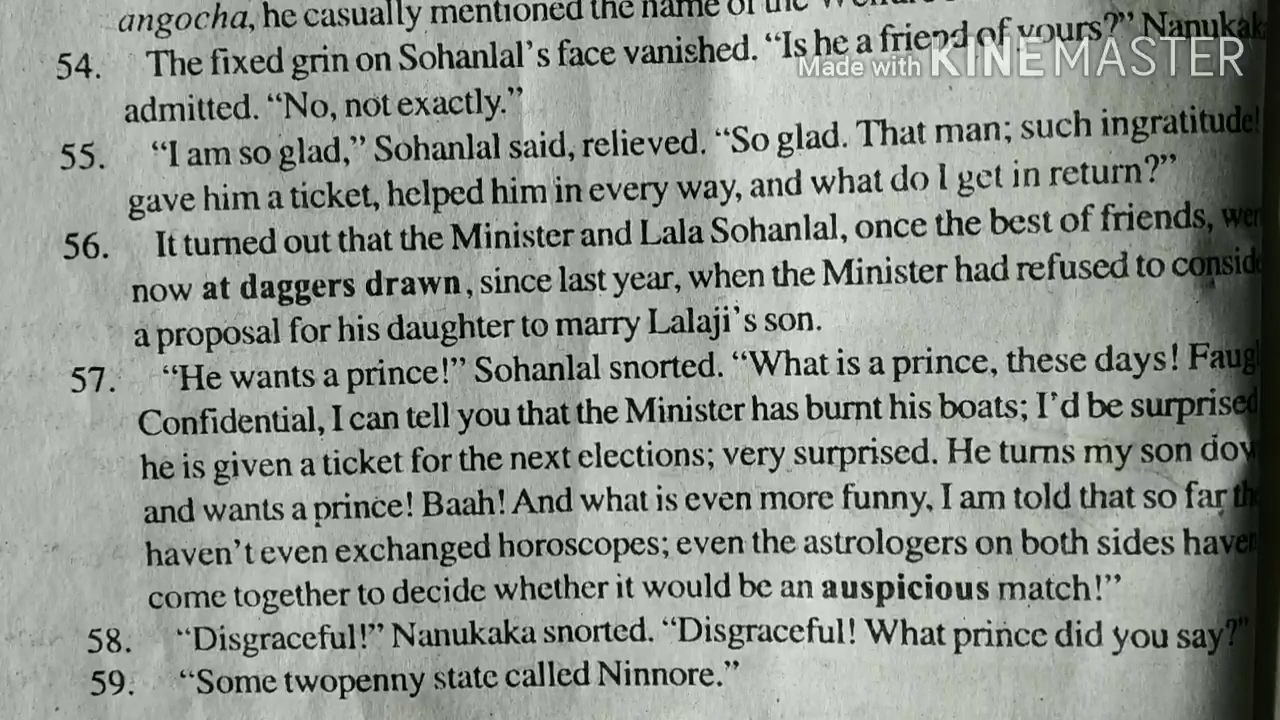 angocha, he casually mentioned the name of the
54. The fixed grin on Sohanlal's face vanished. “Is he a friend of yours?” Nanukak
admitted. “No, not exactly.”
55. “I am so glad,” Sohanlal said, relieved. “So glad. That man; such ingratitude!
gave him a ticket, helped him in every way, and what do I get in return?”
56. It turned out that the Minister and Lala Sohanlal, once the best of friends, wer
now at daggers drawn, since last year, when the Minister had refused to conside
a proposal for his daughter to marry Lalaji's son.
57. “He wants a prince!” Sohanlal snorted. “What is a prince, these days! Faugh
Confidential, I can tell you that the Minister has burnt his boats; I'd be surprised
he is given a ticket for the next elections; very surprised. He turns my son dow
and wants a prince! Baah! And what is even more funny, I am told that so far th
haven't even exchanged horoscopes; even the astrologers on both sides haven
come together to decide whether it would be an auspicious match!”
58. “Disgraceful!” Nanukaka snorted. “Disgraceful! What prince did you say?”
59. “Some twopenny state called Ninnore.”
Made with KINEMASTER